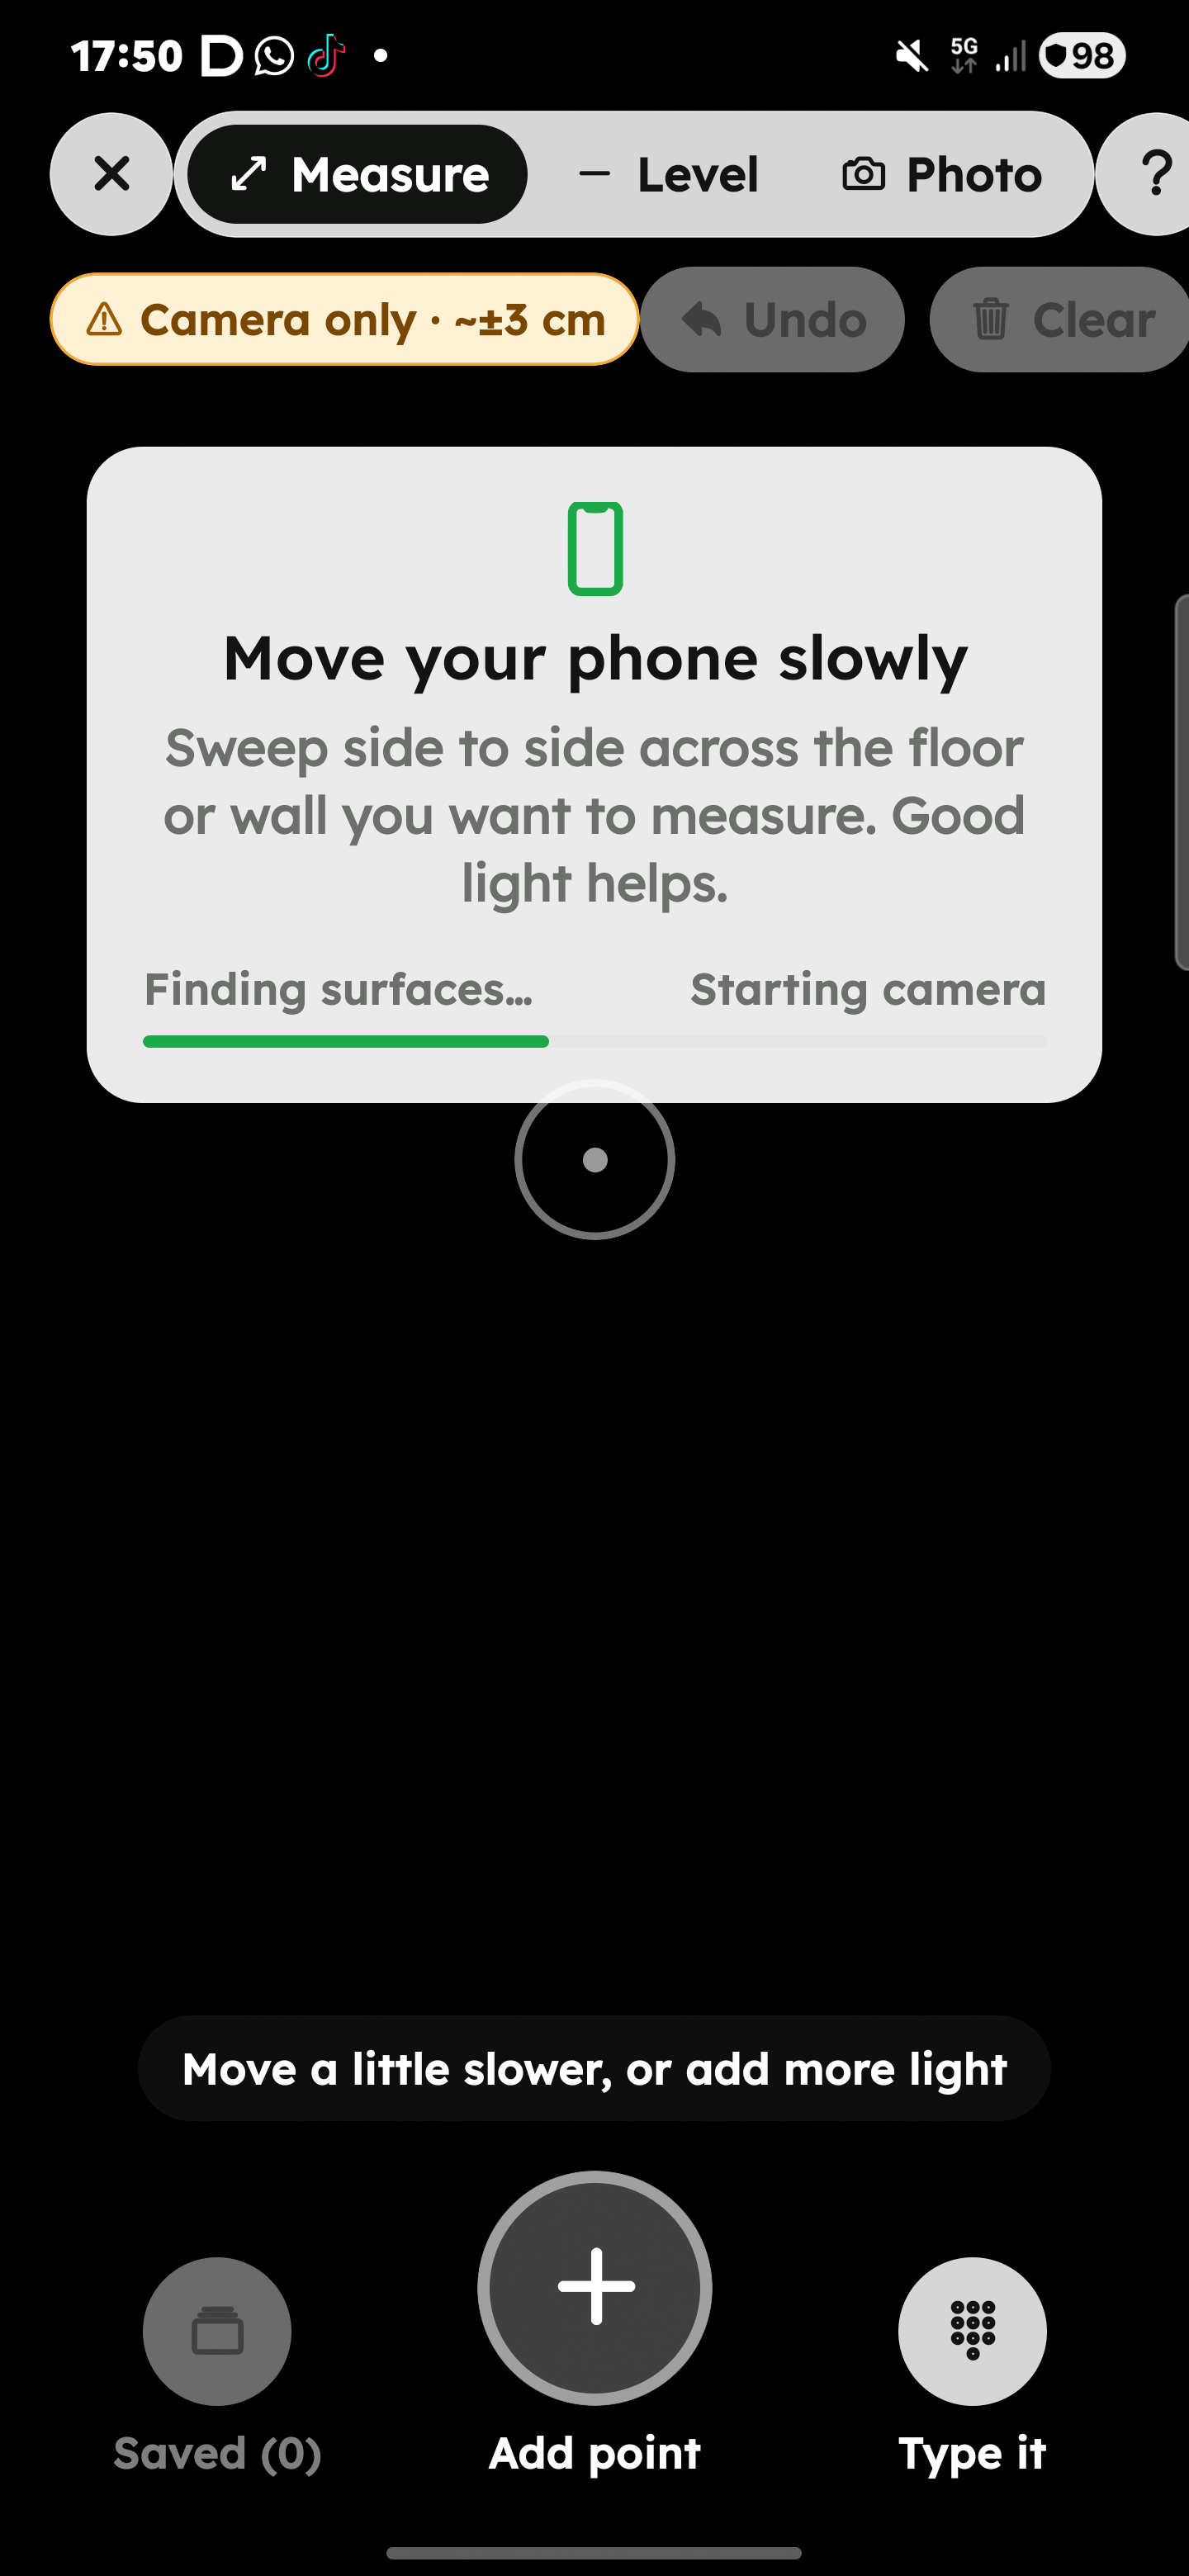 17:50
5G
98
Measure
Level
Photo
?
Camera only · ~±3 cm
Undo
Clear
Move your phone slowly
Sweep side to side across the floor
or wall you want to measure. Good
light helps.
Finding surfaces...
Starting camera
Move a little slower, or add more light
Saved (0)
Add point
Type it